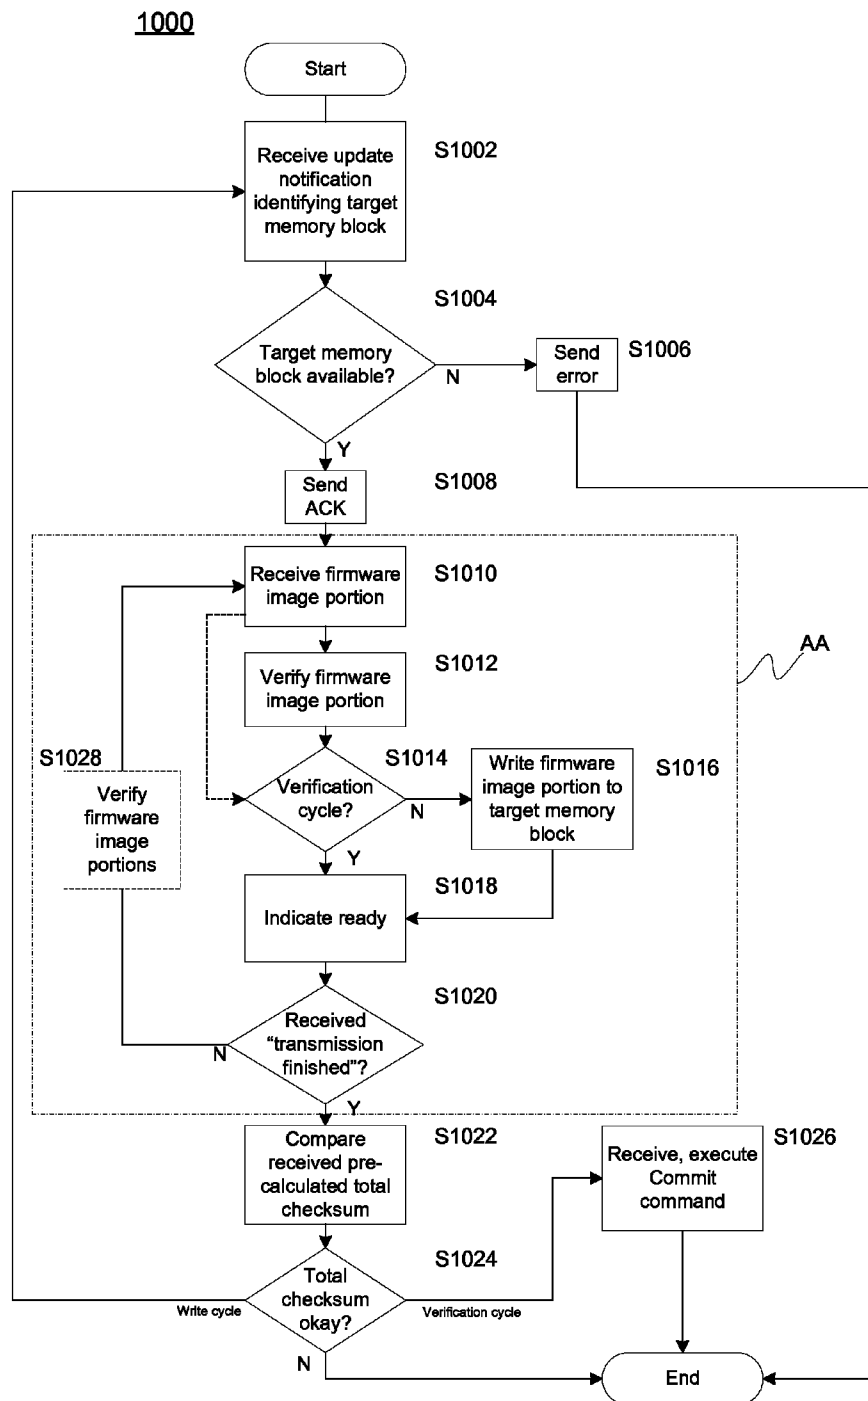 1000
Start
Receive update
notification
identifying target
memory block
S1002
S1004
Target memory
block available?
N
Send
error
S1006
Y
Send
ACK
S1008
Receive firmware
image portion
S1010
AA
Verify firmware
image portion
S1012
S1028
Verify
firmware
image
portions
Verification
cycle?
S1014
N
Write firmware
image portion to
target memory
block
S1016
Y
Indicate ready
S1018
S1020
Received
“transmission
finished”?
N
Y
Compare
received pre-
calculated total
checksum
S1022
Receive, execute
Commit
command
S1026
S1024
Total
checksum
okay?
Write cycle
Verification cycle
N
End